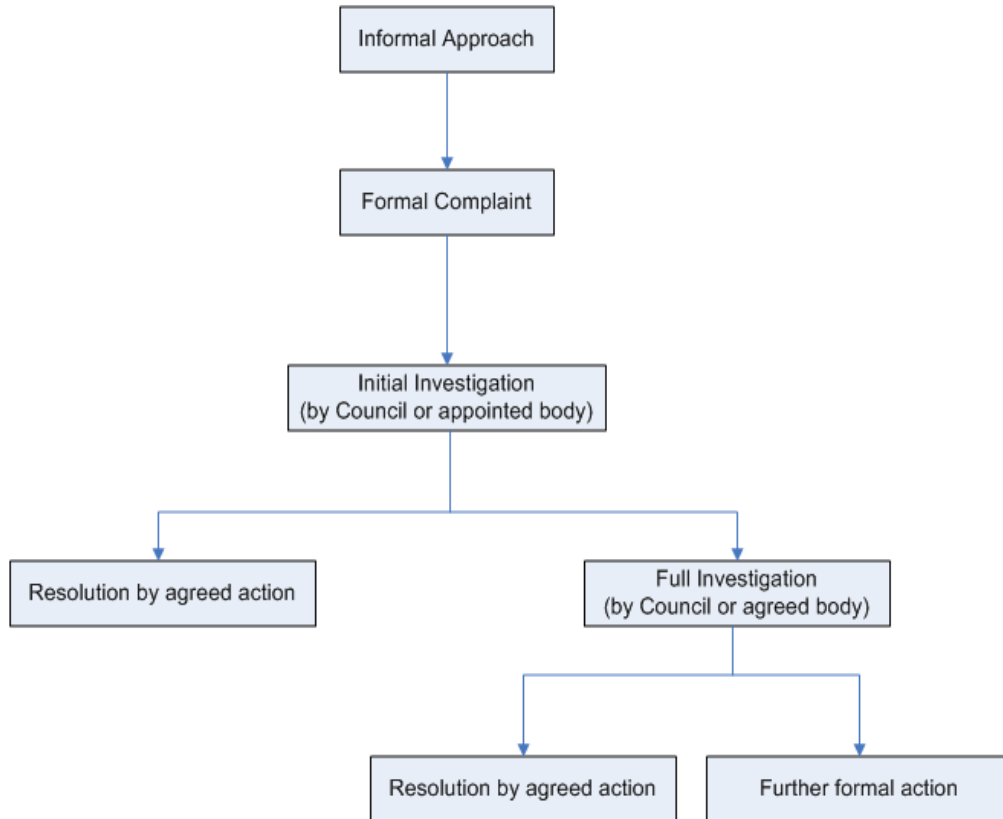 Informal Approach
Formal Complaint
Initial Investigation
(by Council or appointed body)
Resolution by agreed action
Full Investigation
(by Council or agreed body)
Resolution by agreed action
Further formal action